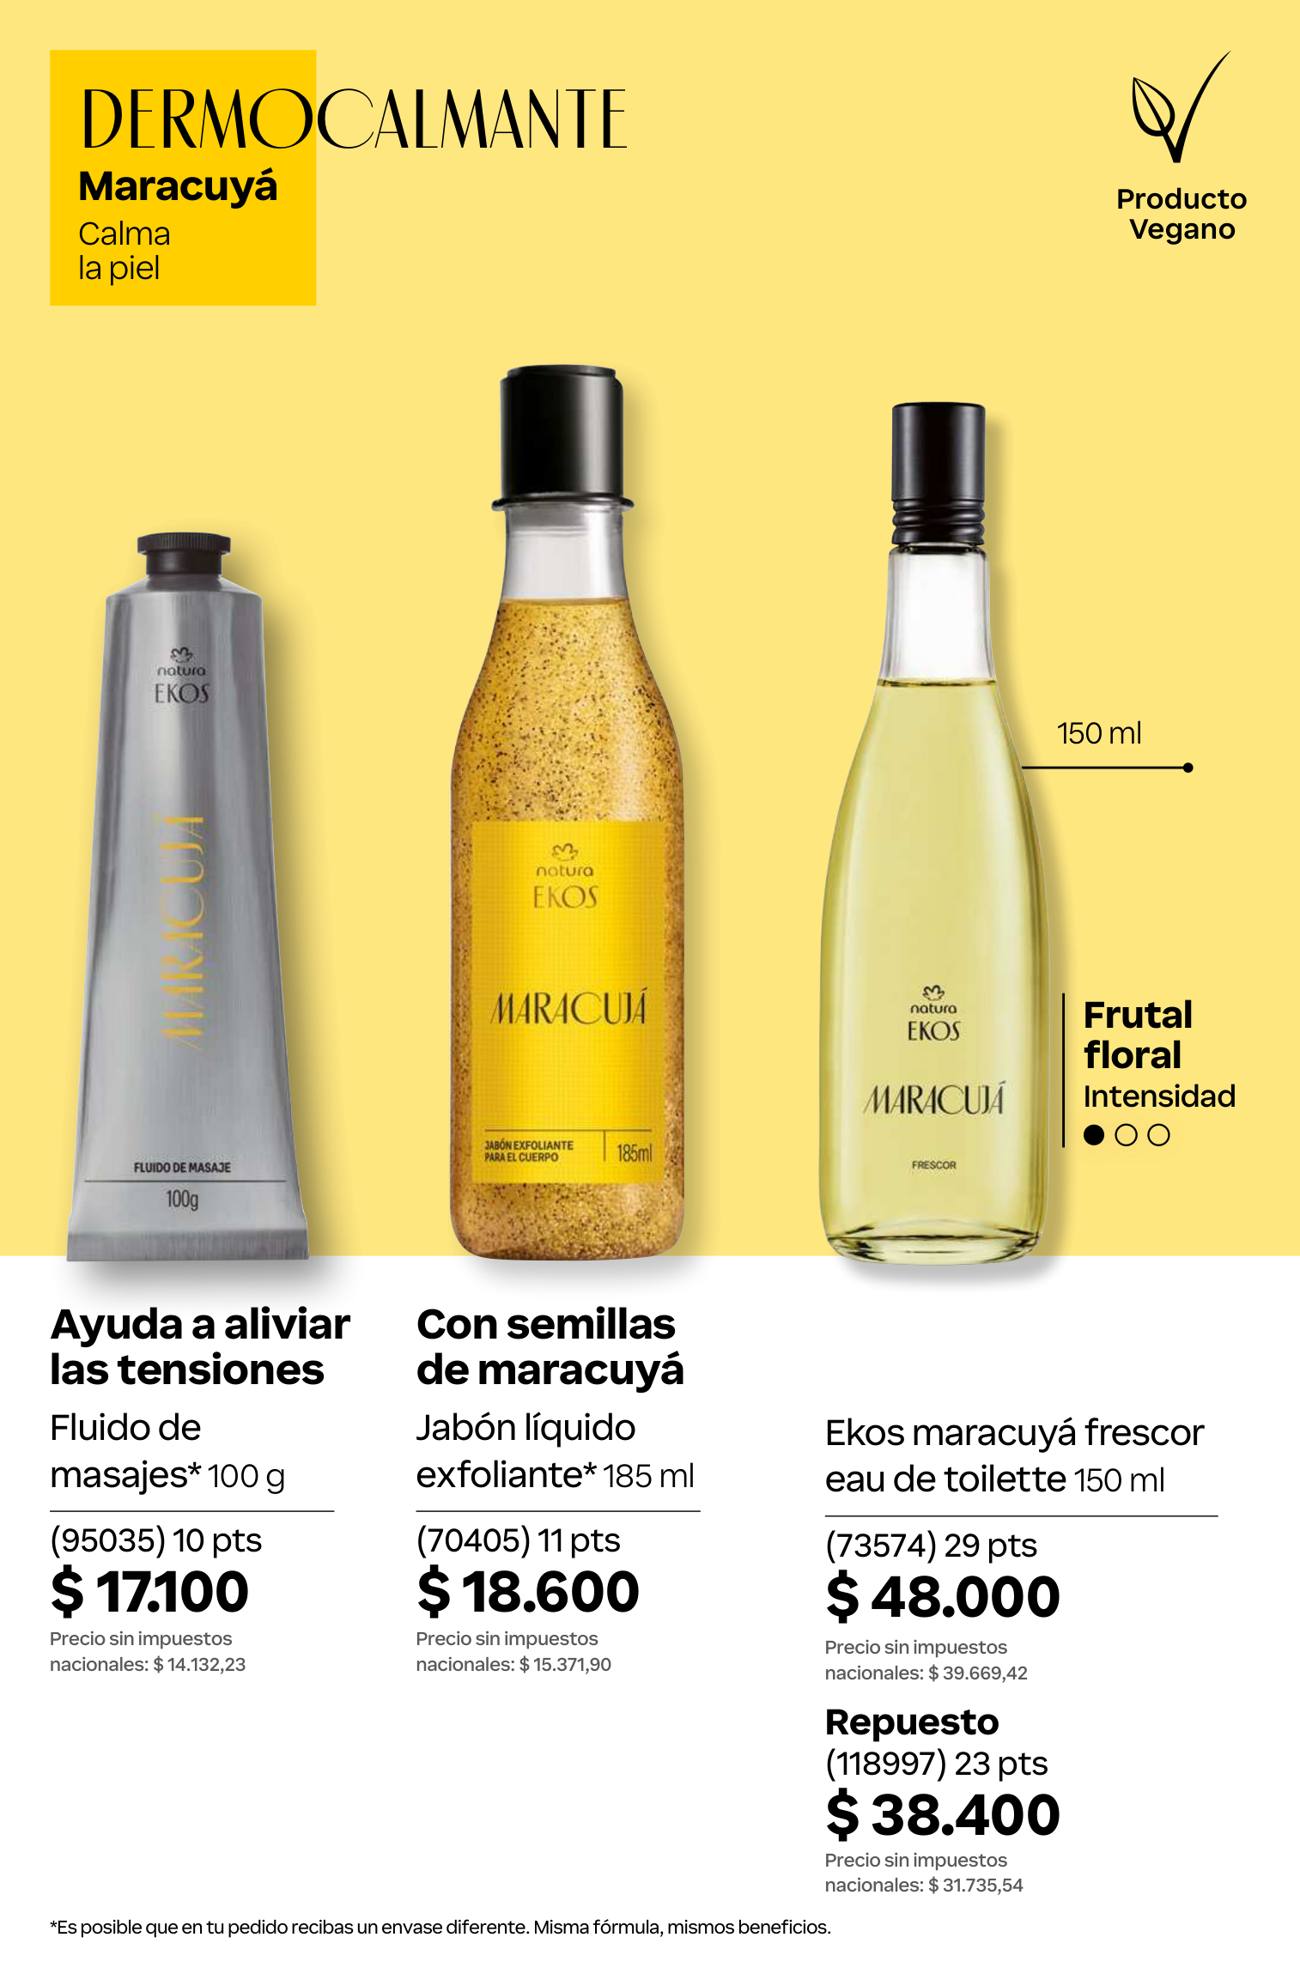 DERMOCALMANTE
Maracuyá
Calma
la piel
Producto
Vegano
natura
EKOS
MARACUJÁ
FLUIDO DE MASAJE
100g
natura
EKOS
MARACUJÁ
JABÓN EXFOLIANTE
PARA EL CUERPO
185ml
natura
EKOS
MARACUJÁ
FRESCOR
150 ml
Frutal
floral
Intensidad
Ayuda a aliviar
las tensiones
Fluido de
masajes* 100 g
(95035) 10 pts
$ 17.100
Precio sin impuestos
nacionales: $ 14.132,23
Con semillas
de maracuyá
Jabón líquido
exfoliante* 185 ml
(70405) 11 pts
$ 18.600
Precio sin impuestos
nacionales: $ 15.371,90
Ekos maracuyá frescor
eau de toilette 150 ml
(73574) 29 pts
$ 48.000
Precio sin impuestos
nacionales: $ 39.669,42
Repuesto
(118997) 23 pts
$ 38.400
Precio sin impuestos
nacionales: $ 31.735,54
*Es posible que en tu pedido recibas un envase diferente. Misma fórmula, mismos beneficios.